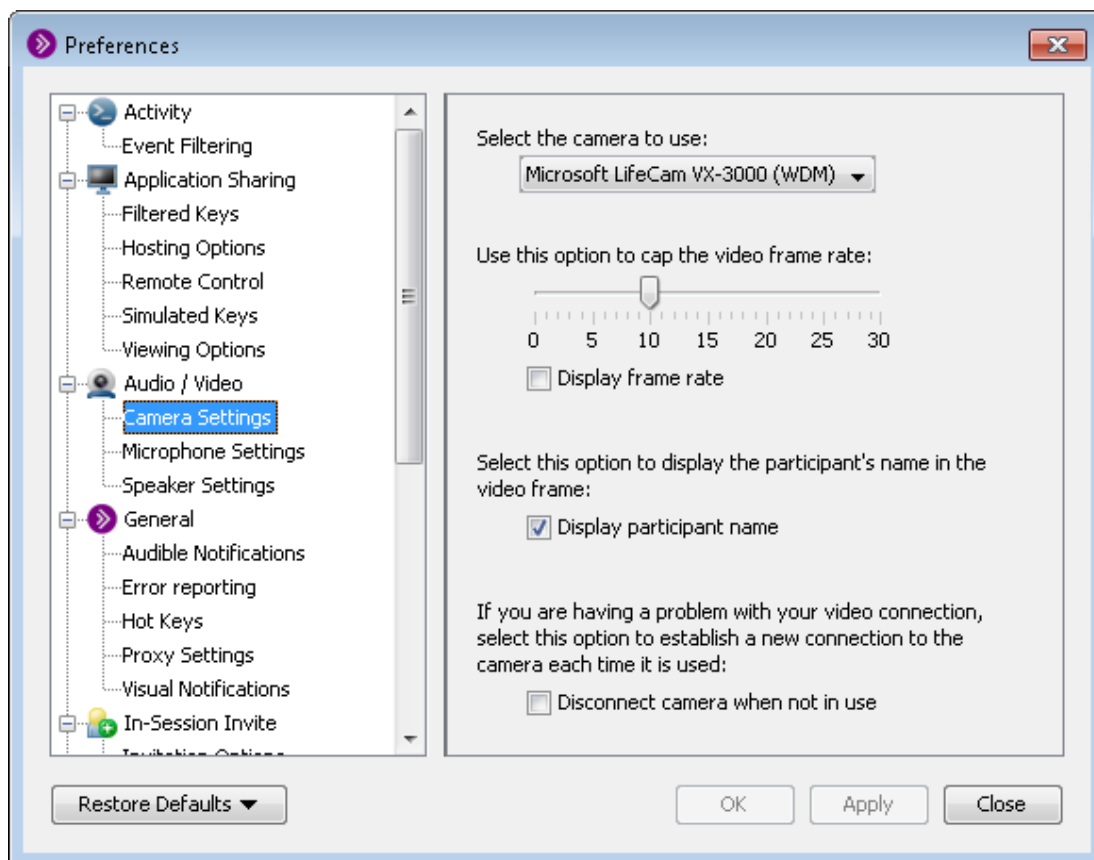 Preferences
Activity
Event Filtering
Application Sharing
Filtered Keys
Hosting Options
Remote Control
Simulated Keys
Viewing Options
Audio / Video
Camera Settings
Microphone Settings
Speaker Settings
General
Audible Notifications
Error reporting
Hot Keys
Proxy Settings
Visual Notifications
In-Session Invite
Invitation Options
Select the camera to use:
Microsoft LifeCam VX-3000 (WDM)
Use this option to cap the video frame rate:
0 5 10 15 20 25 30
Display frame rate
Select this option to display the participant's name in the
video frame:
Display participant name
If you are having a problem with your video connection,
select this option to establish a new connection to the
camera each time it is used:
Disconnect camera when not in use
Restore Defaults
OK
Apply
Close